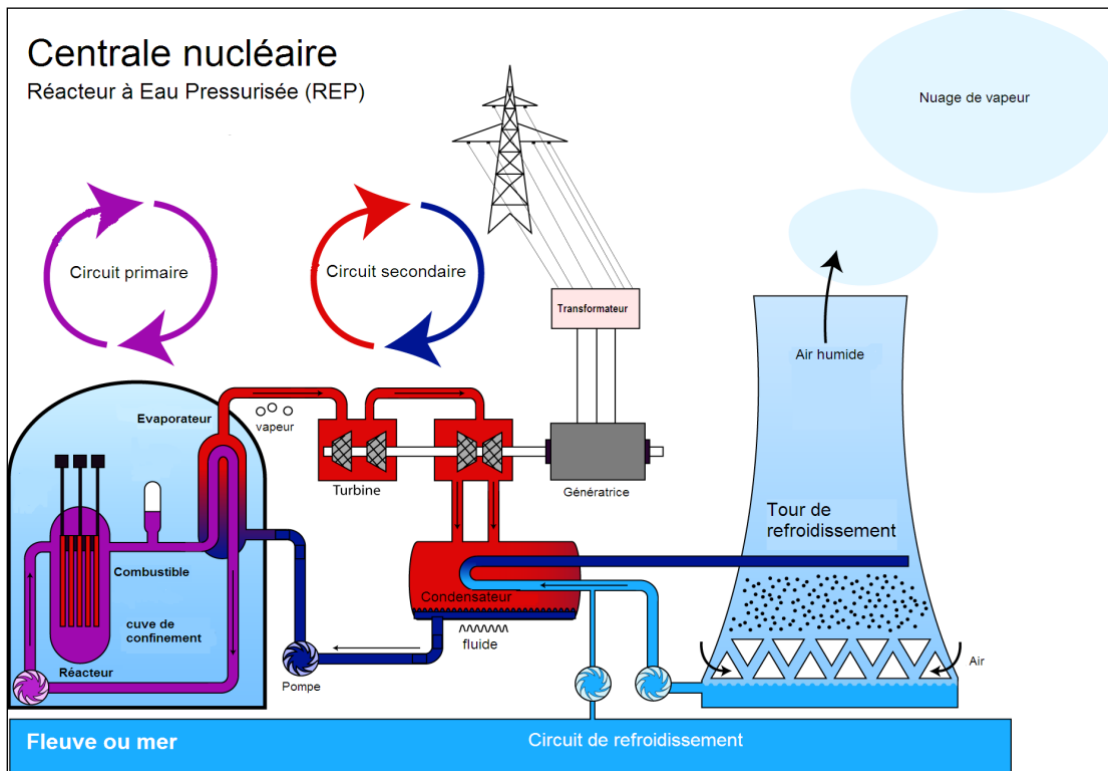 Centrale nucléaire
Réacteur à Eau Pressurisée (REP)
Nuage de vapeur
Circuit primaire
Circuit secondaire
Transformateur
Air humide
Evaporateur
vapeur
Turbine
Génératrice
Tour de
refroidissement
Combustible
Condensateur
cuve de
confinement
fluide
Réacteur
Pompe
Air
Fleuve ou mer
Circuit de refroidissement